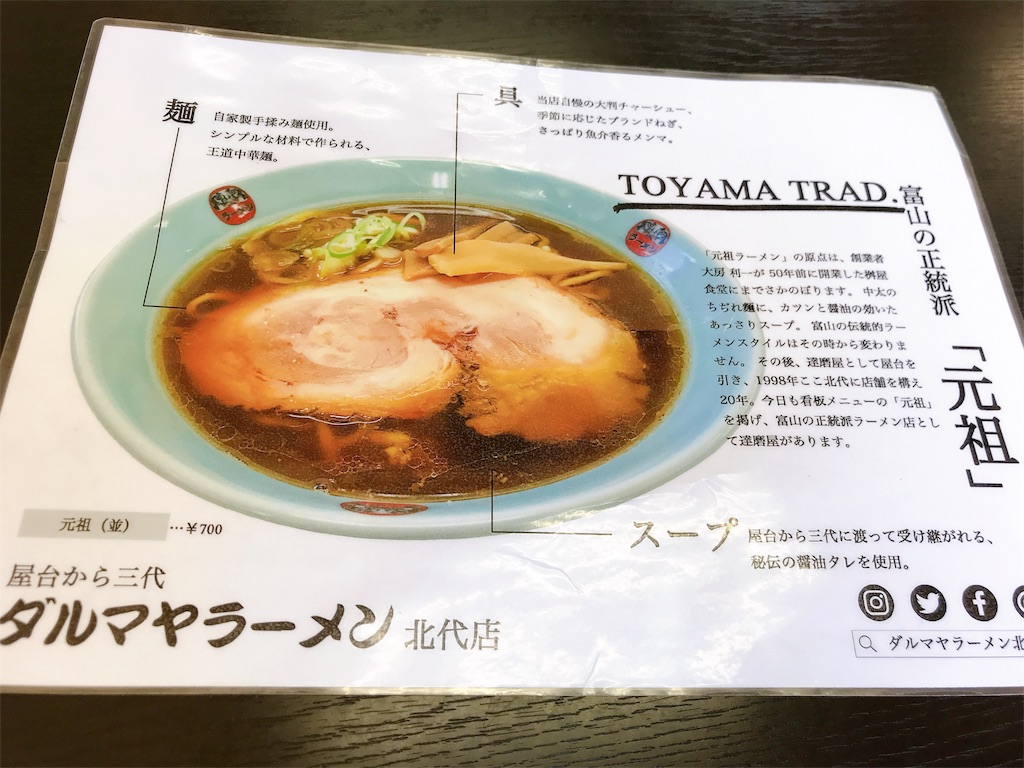 麺
自家製手揉み麺使用。
シンプルな材料で作られる、
王道中華麺。
具
当店自慢の大判チャーシュー、
季節に応じたブランドねぎ、
さっぱり魚介香るメンマ。
TOYAMA TRAD.
富山の正統派
「元祖」
「元祖ラーメン」の原点は、創業者
大房 利一が 50年前に開業した桝屋
食堂にまでさかのぼります。 中太の
ちぢれ麺に、カツンと醤油の効いた
あっさりスープ。 富山の伝統的ラー
メンスタイルはその時から変わりま
せん。 その後、達磨屋として屋台を
引き、1998年ここ北代に店舗を構え
20年。今日も看板メニューの「元祖」
を掲げ、富山の正統派ラーメン店とし
て達磨屋があります。
スープ
屋台から三代に渡って受け継がれる、
秘伝の醤油タレを使用。
元祖（並） …￥700
屋台から三代
ダルマヤラーメン 北代店
ダルマヤラーメン北